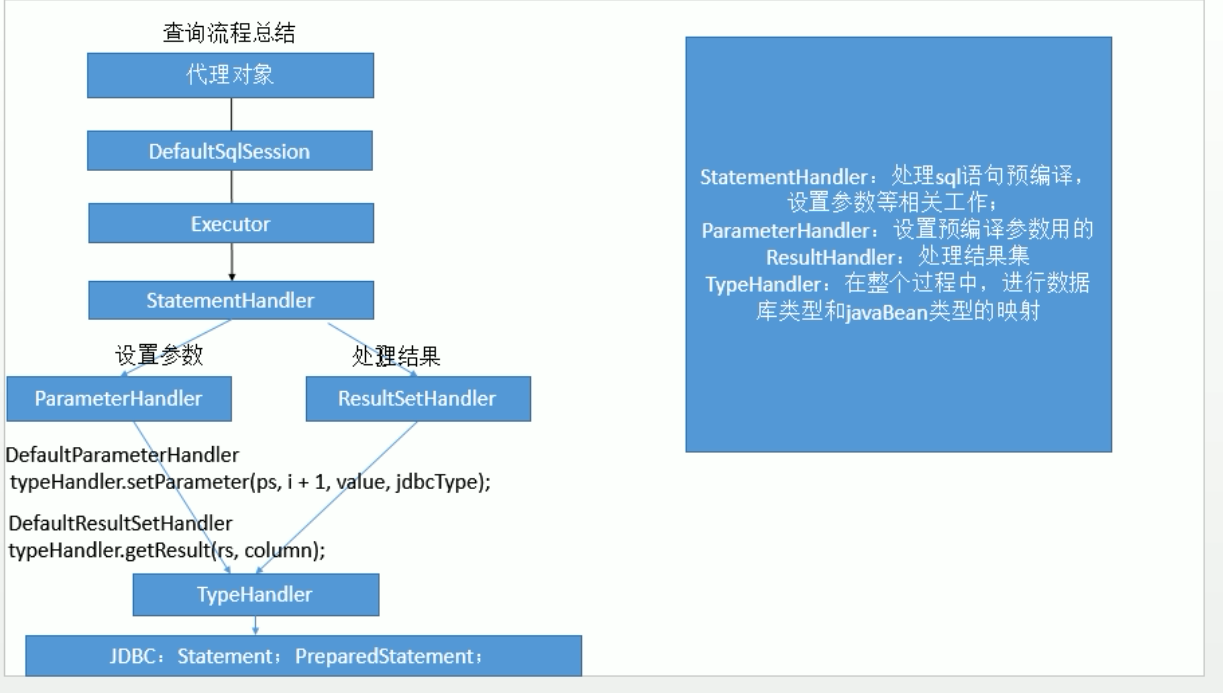 查询流程总结
代理对象
DefaultSqlSession
Executor
StatementHandler
设置参数
处理结果
ParameterHandler
ResultSetHandler
DefaultParameterHandler
typeHandler.setParameter(ps, i + 1, value, jdbcType);
DefaultResultSetHandler
typeHandler.getResult(rs, column);
TypeHandler
JDBC：Statement；PreparedStatement；
StatementHandler：处理sql语句预编译，
设置参数等相关工作；
ParameterHandler：设置预编译参数用的
ResultHandler：处理结果集
TypeHandler：在整个过程中，进行数据
库类型和javaBean类型的映射